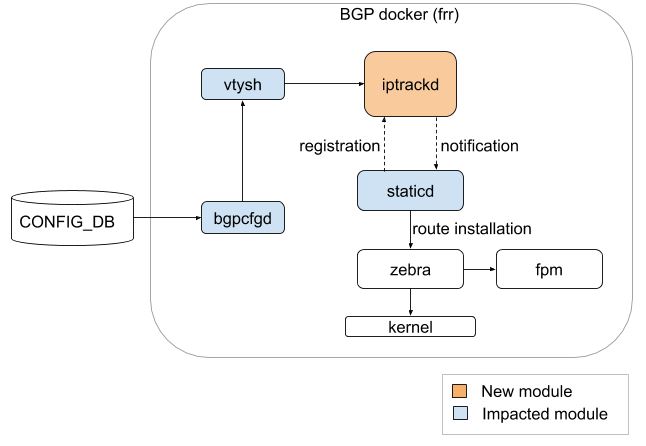 BGP docker (frr)
vtysh
iptrackd
registration
notification
staticd
CONFIG_DB
bgpcfgd
route installation
zebra
fpm
kernel
New module
Impacted module